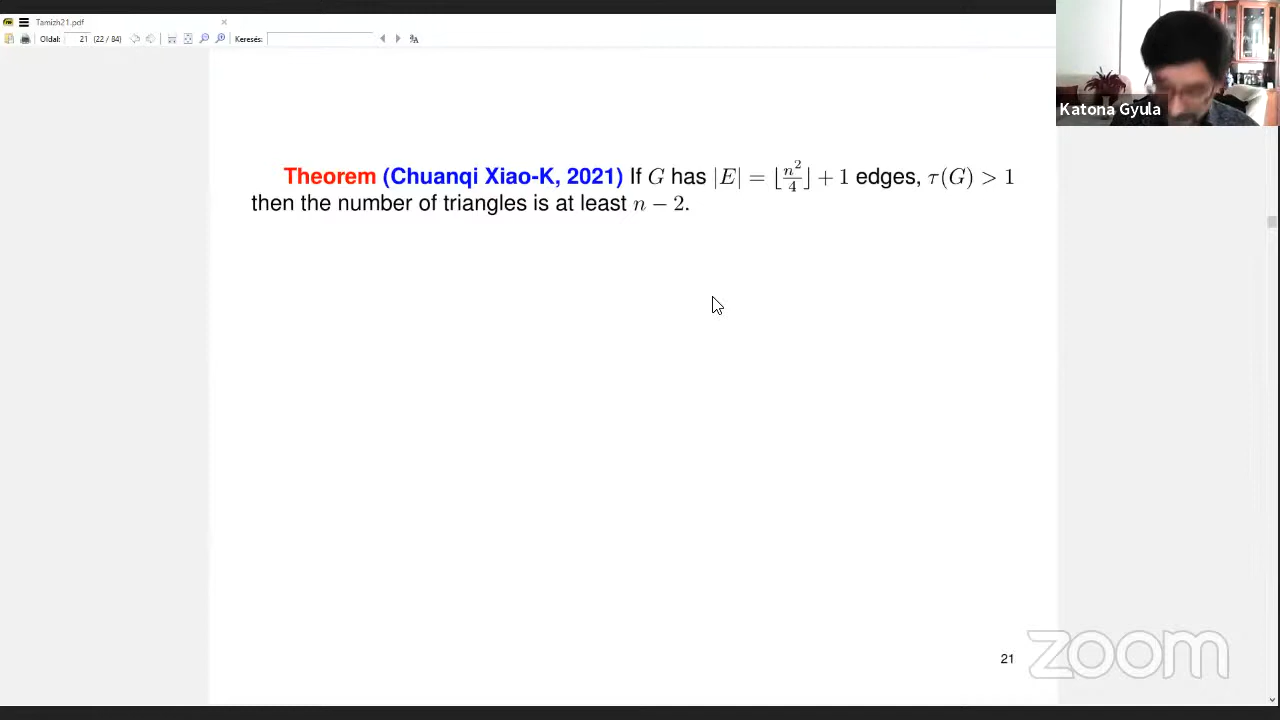 Tamizh21.pdf
Oldal: 21 (22 / 84) Keresés:
Katona Gyula
Theorem (Chuanqi Xiao-K, 2021) If G has |E| = ⌊n²/4⌋ + 1 edges, τ(G) > 1
then the number of triangles is at least n − 2.
21
zoom